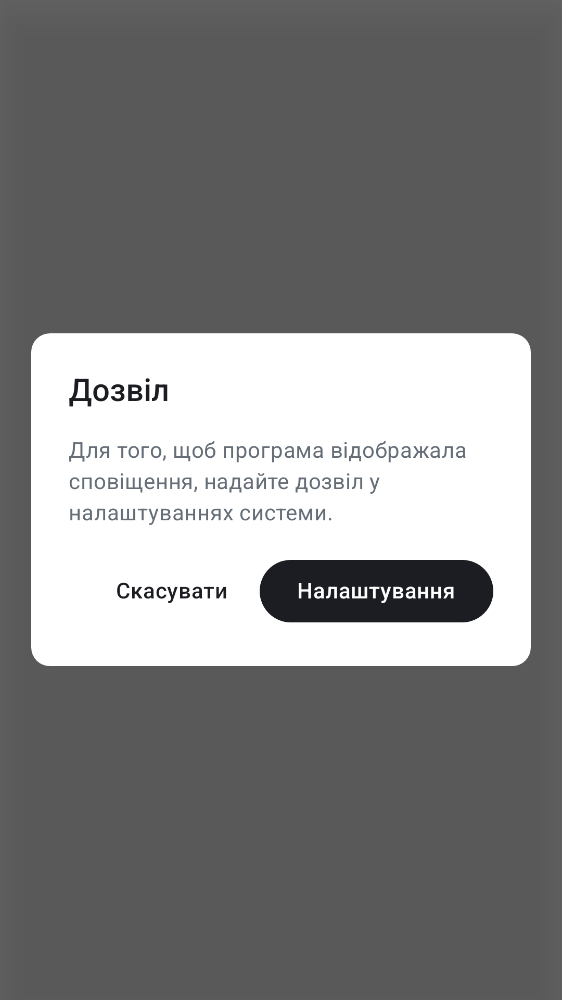 Дозвіл
Для того, щоб програма відображала
сповіщення, надайте дозвіл у
налаштуваннях системи.
Скасувати
Налаштування